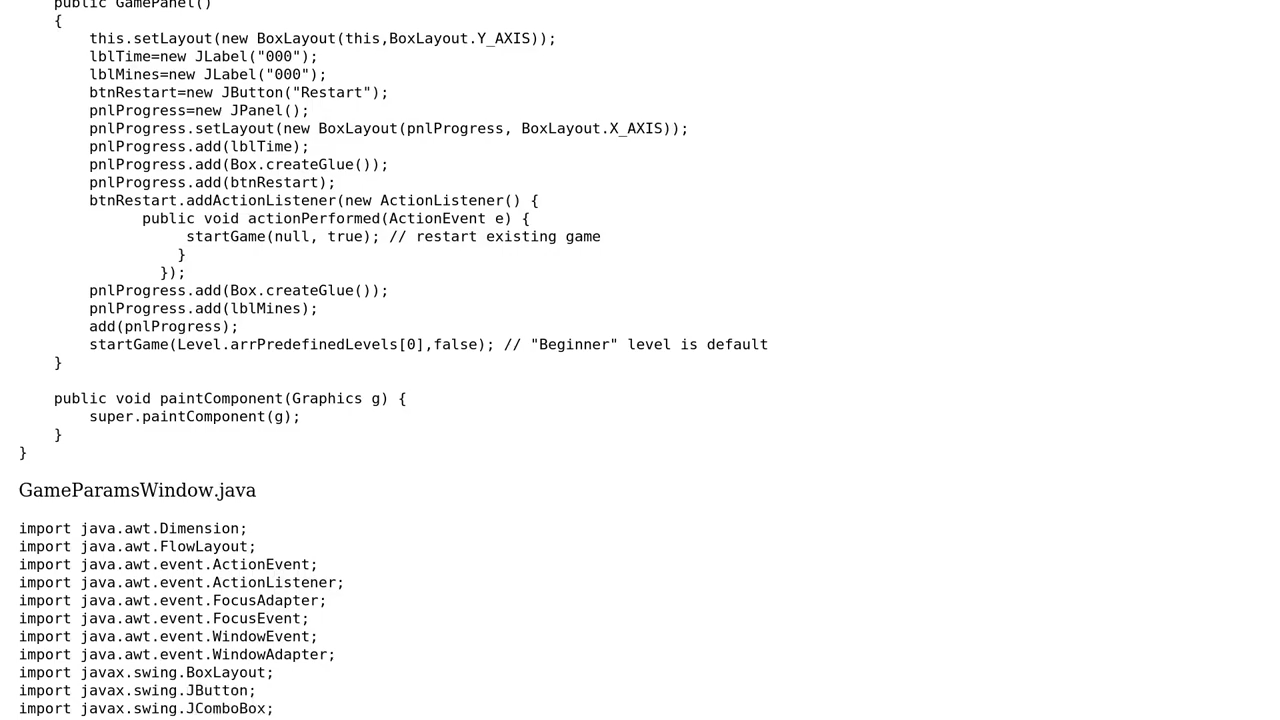 public GamePanel()
    {
        this.setLayout(new BoxLayout(this,BoxLayout.Y_AXIS));
        lblTime=new JLabel("000");
        lblMines=new JLabel("000");
        btnRestart=new JButton("Restart");
        pnlProgress=new JPanel();
        pnlProgress.setLayout(new BoxLayout(pnlProgress, BoxLayout.X_AXIS));
        pnlProgress.add(lblTime);
        pnlProgress.add(Box.createGlue());
        pnlProgress.add(btnRestart);
        btnRestart.addActionListener(new ActionListener() {
              public void actionPerformed(ActionEvent e) {
                   startGame(null, true); // restart existing game
                  }
                });
        pnlProgress.add(Box.createGlue());
        pnlProgress.add(lblMines);
        add(pnlProgress);
        startGame(Level.arrPredefinedLevels[0],false); // "Beginner" level is default
    }

    public void paintComponent(Graphics g) {
        super.paintComponent(g);
    }
}
GameParamsWindow.java
import java.awt.Dimension;
import java.awt.FlowLayout;
import java.awt.event.ActionEvent;
import java.awt.event.ActionListener;
import java.awt.event.FocusAdapter;
import java.awt.event.FocusEvent;
import java.awt.event.WindowEvent;
import java.awt.event.WindowAdapter;
import javax.swing.BoxLayout;
import javax.swing.JButton;
import javax.swing.JComboBox;